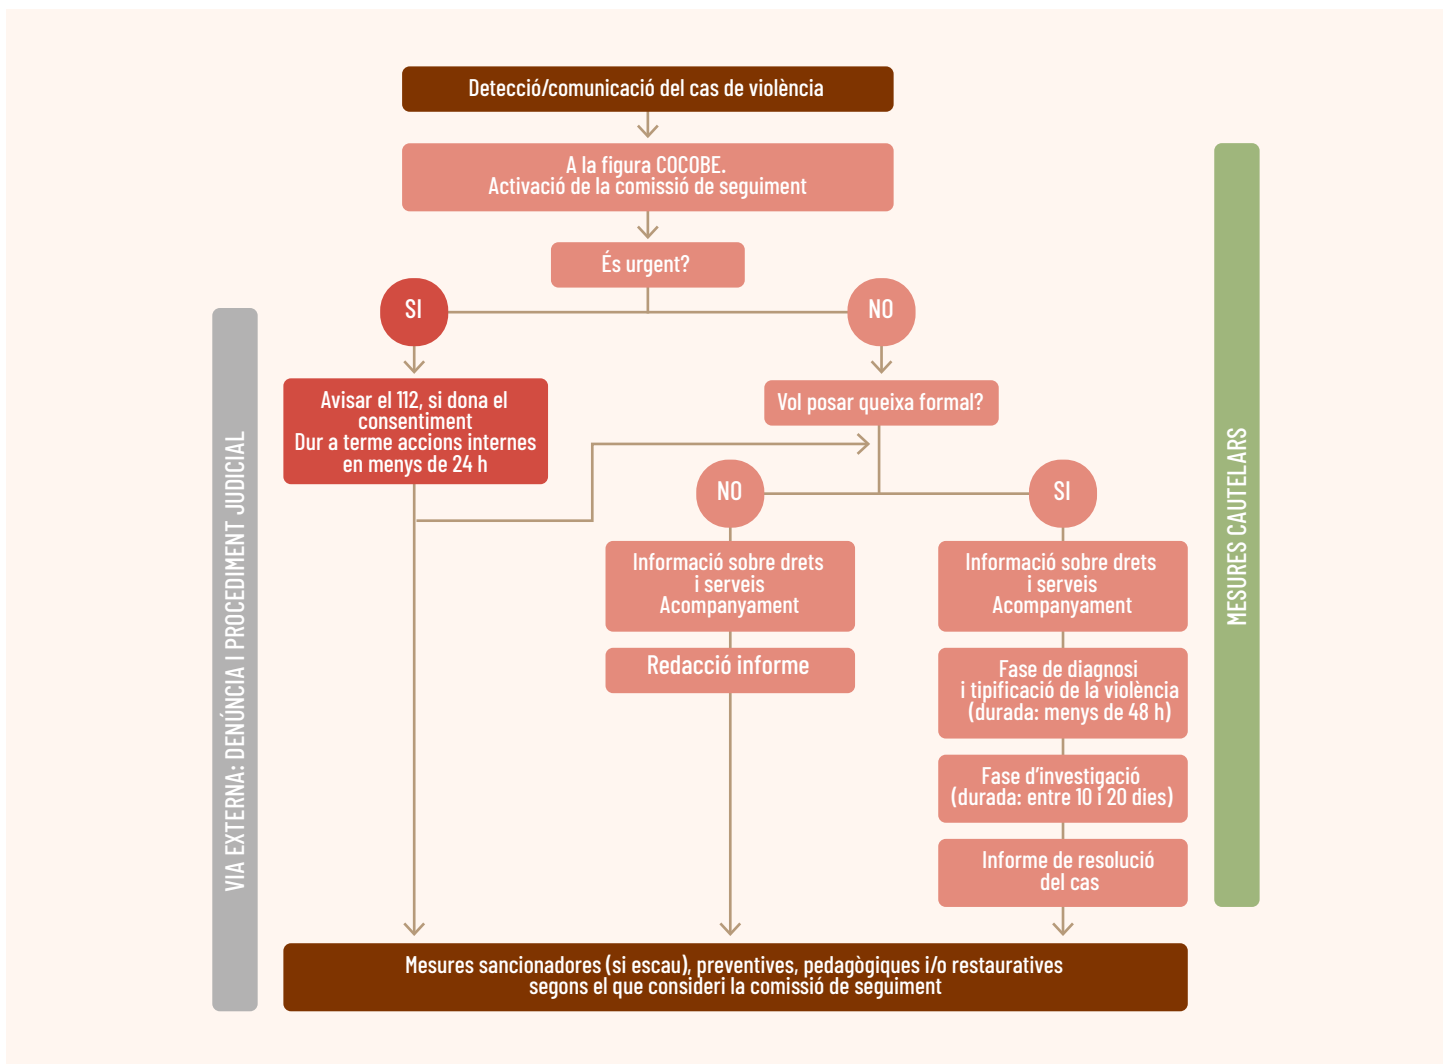 Detecció/comunicació del cas de violència
A la figura COCOBE.
Activació de la comissió de seguiment
És urgent?
SI
NO
Avisar el 112, si dona el
consentiment
Dur a terme accions internes
en menys de 24 h
Vol posar queixa formal?
NO
SI
Informació sobre drets
i serveis
Acompanyament
Redacció informe
Informació sobre drets
i serveis
Acompanyament
Fase de diagnosi
i tipificació de la violència
(durada: menys de 48 h)
Fase d'investigació
(durada: entre 10 i 20 dies)
Informe de resolució
del cas
Mesures sancionadores (si escau), preventives, pedagògiques i/o restauratives
segons el que consideri la comissió de seguiment
VIA EXTERNA: DENÚNCIA I PROCEDIMENT JUDICIAL
MESURES CAUTELARS